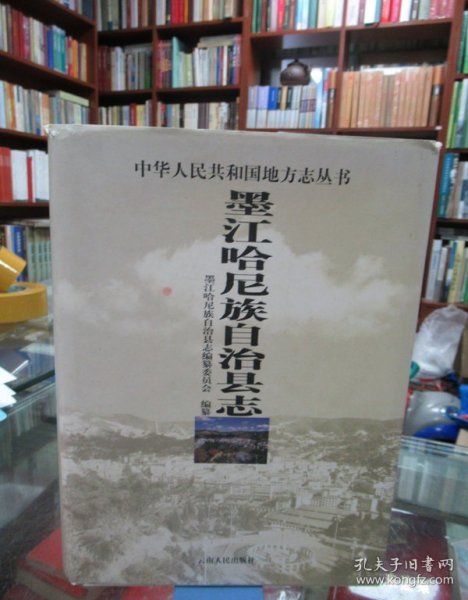 中华人民共和国地方志丛书
墨江哈尼族自治县志
墨江哈尼族自治县志编纂委员会 编纂
云南人民出版社
孔夫子旧书网
www.kongfz.com